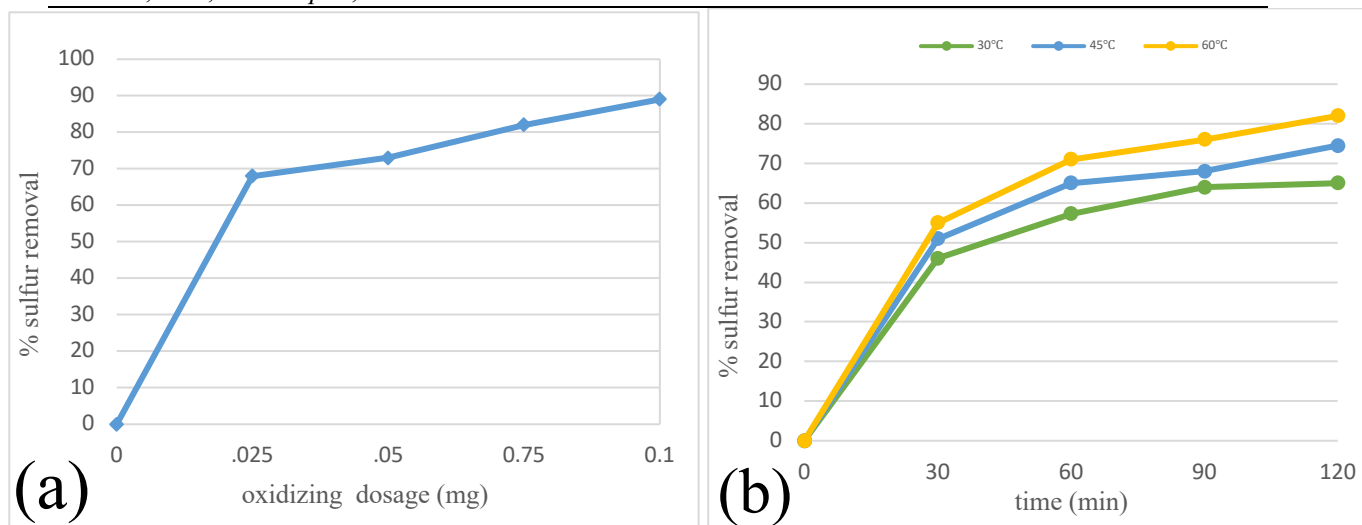 100
90
80
70
60
50
40
30
20
10
0
0 .025 .05 0.75 0.1
% sulfur removal
oxidizing dosage (mg)
(a)
30℃ 45℃ 60℃
90
80
70
60
50
40
30
20
10
0
0 30 60 90 120
% sulfur removal
time (min)
(b)